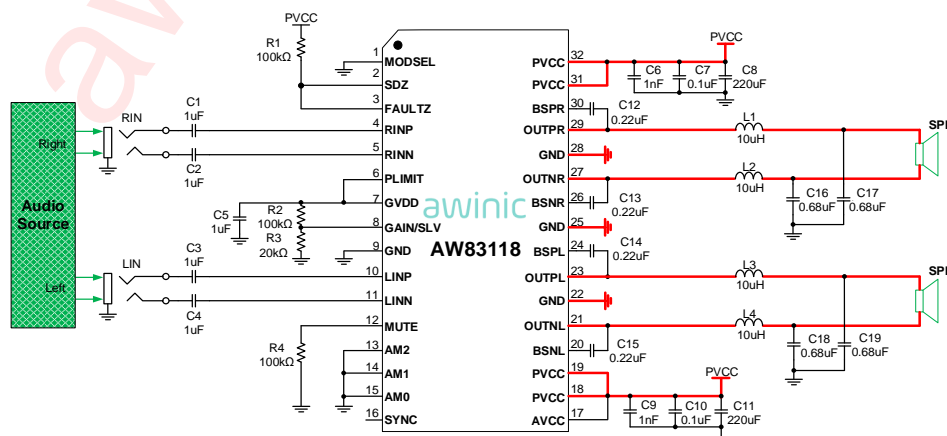 PVCC
R1
100kΩ
1
MODSEL
2
SDZ
3
FAULTZ
4
RINP
5
RINN
6
PLIMIT
7
GVDD
8
GAIN/SLV
9
GND
10
LINP
11
LINN
12
MUTE
13
AM2
14
AM1
15
AM0
16
SYNC
Audio
Source
Right
Left
RIN
C1
1uF
C2
1uF
C5
1uF
R2
100kΩ
R3
20kΩ
LIN
C3
1uF
C4
1uF
R4
100kΩ
awinic
AW83118
PVCC
32
PVCC
31
BSPR
30
OUTPR
29
GND
28
OUTNR
27
BSNR
26
GND
25
BSPL
24
OUTPL
23
GND
22
OUTNL
21
BSNL
20
PVCC
19
PVCC
18
AVCC
17
PVCC
C6
1nF
C7
0.1uF
C8
220uF
C12
0.22uF
L1
10uH
L2
10uH
C13
0.22uF
C16
0.68uF
C17
0.68uF
SP
C14
0.22uF
L3
10uH
L4
10uH
C15
0.22uF
C18
0.68uF
C19
0.68uF
SP
PVCC
C9
1nF
C10
0.1uF
C11
220uF